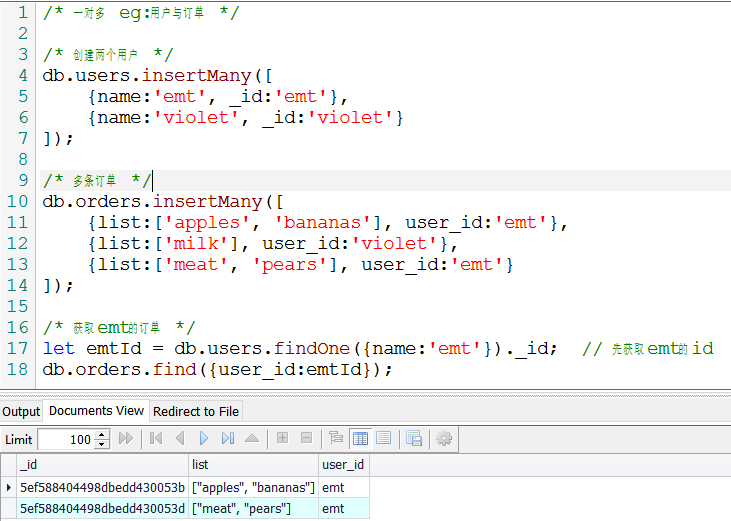 1 /* 一对多 eg:用户与订单 */
2
3 /* 创建两个用户 */
4 db.users.insertMany([
5     {name:'emt', _id:'emt'},
6     {name:'violet', _id:'violet'}
7 ]);
8
9 /* 多条订单 */
10 db.orders.insertMany([
11     {list:['apples', 'bananas'], user_id:'emt'},
12     {list:['milk'], user_id:'violet'},
13     {list:['meat', 'pears'], user_id:'emt'}
14 ]);
15
16 /* 获取emt的订单 */
17 let emtId = db.users.findOne({name:'emt'})._id;  // 先获取emt的id
18 db.orders.find({user_id:emtId});
Output Documents View Redirect to File
Limit 100
_id list user_id
5ef588404498dbedd430053b ["apples", "bananas"] emt
5ef588404498dbedd430053d ["meat", "pears"] emt